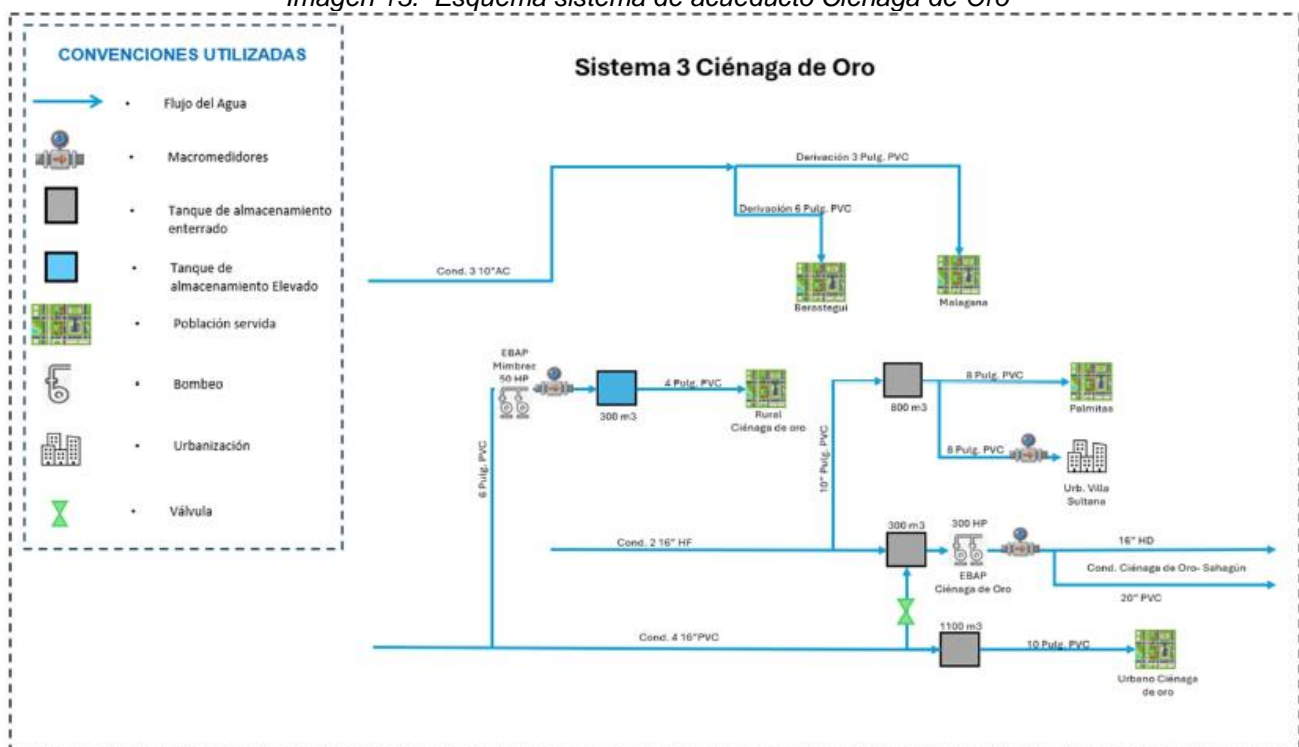 Imagen 13. Esquema sistema de acueducto Ciénaga de Oro
CONVENCIONES UTILIZADAS
• Flujo del Agua
• Macromedidores
• Tanque de almacenamiento
enterrado
• Tanque de
almacenamiento Elevado
• Población servida
• Bombeo
• Urbanización
• Válvula
Sistema 3 Ciénaga de Oro
Derivación 3 Pulg. PVC
Derivación 6 Pulg. PVC
Cond. 3 10"AC
Berastegui
Malagana
EBAP
Mimbres
50 HP
300 m3
4 Pulg. PVC
Rural
Ciénaga de oro
6 Pulg. PVC
10" Pulg. PVC
800 m3
8 Pulg. PVC
Palmitas
8 Pulg. PVC
Urb. Villa
Sultana
Cond. 2 16" HF
300 m3
300 HP
EBAP
Ciénaga de Oro
16" HD
Cond. Ciénaga de Oro- Sahagún
20" PVC
Cond. 4 16"PVC
1100 m3
10 Pulg. PVC
Urbano Ciénaga
de oro